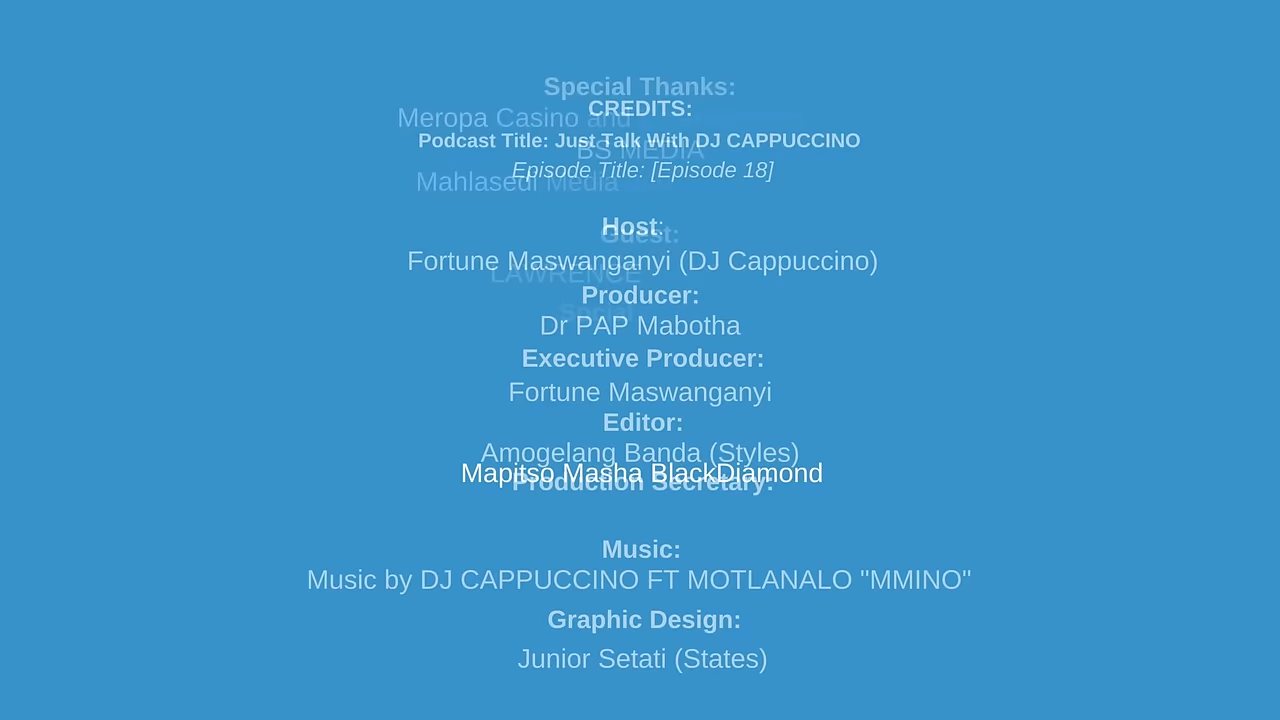 Special Thanks:
CREDITS:
Meropa Casino and
Podcast Title: Just Talk With DJ CAPPUCCINO
BS MEDIA
Episode Title: [Episode 18]
Mahlasedi Media
Host:
Guest:
Fortune Maswanganyi (DJ Cappuccino)
LAWRENCE
Producer:
Social
Dr PAP Mabotha
Executive Producer:
Fortune Maswanganyi
Editor:
Amogelang Banda (Styles)
Mapitso Masha BlackDiamond
Production Secretary:
Music:
Music by DJ CAPPUCCINO FT MOTLANALO "MMINO"
Graphic Design:
Junior Setati (States)